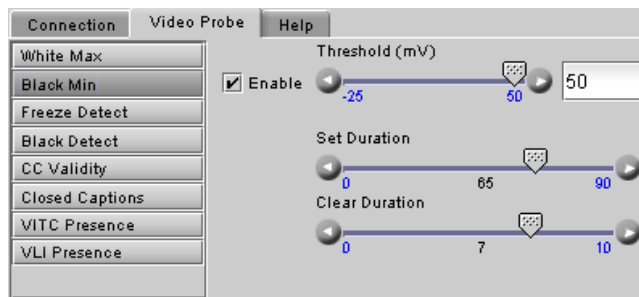 Connection
Video Probe
Help
White Max
Black Min
Freeze Detect
Black Detect
CC Validity
Closed Captions
VITC Presence
VLI Presence
Enable
Threshold (mV)
-25 50
50
Set Duration
0 65 90
Clear Duration
0 7 10